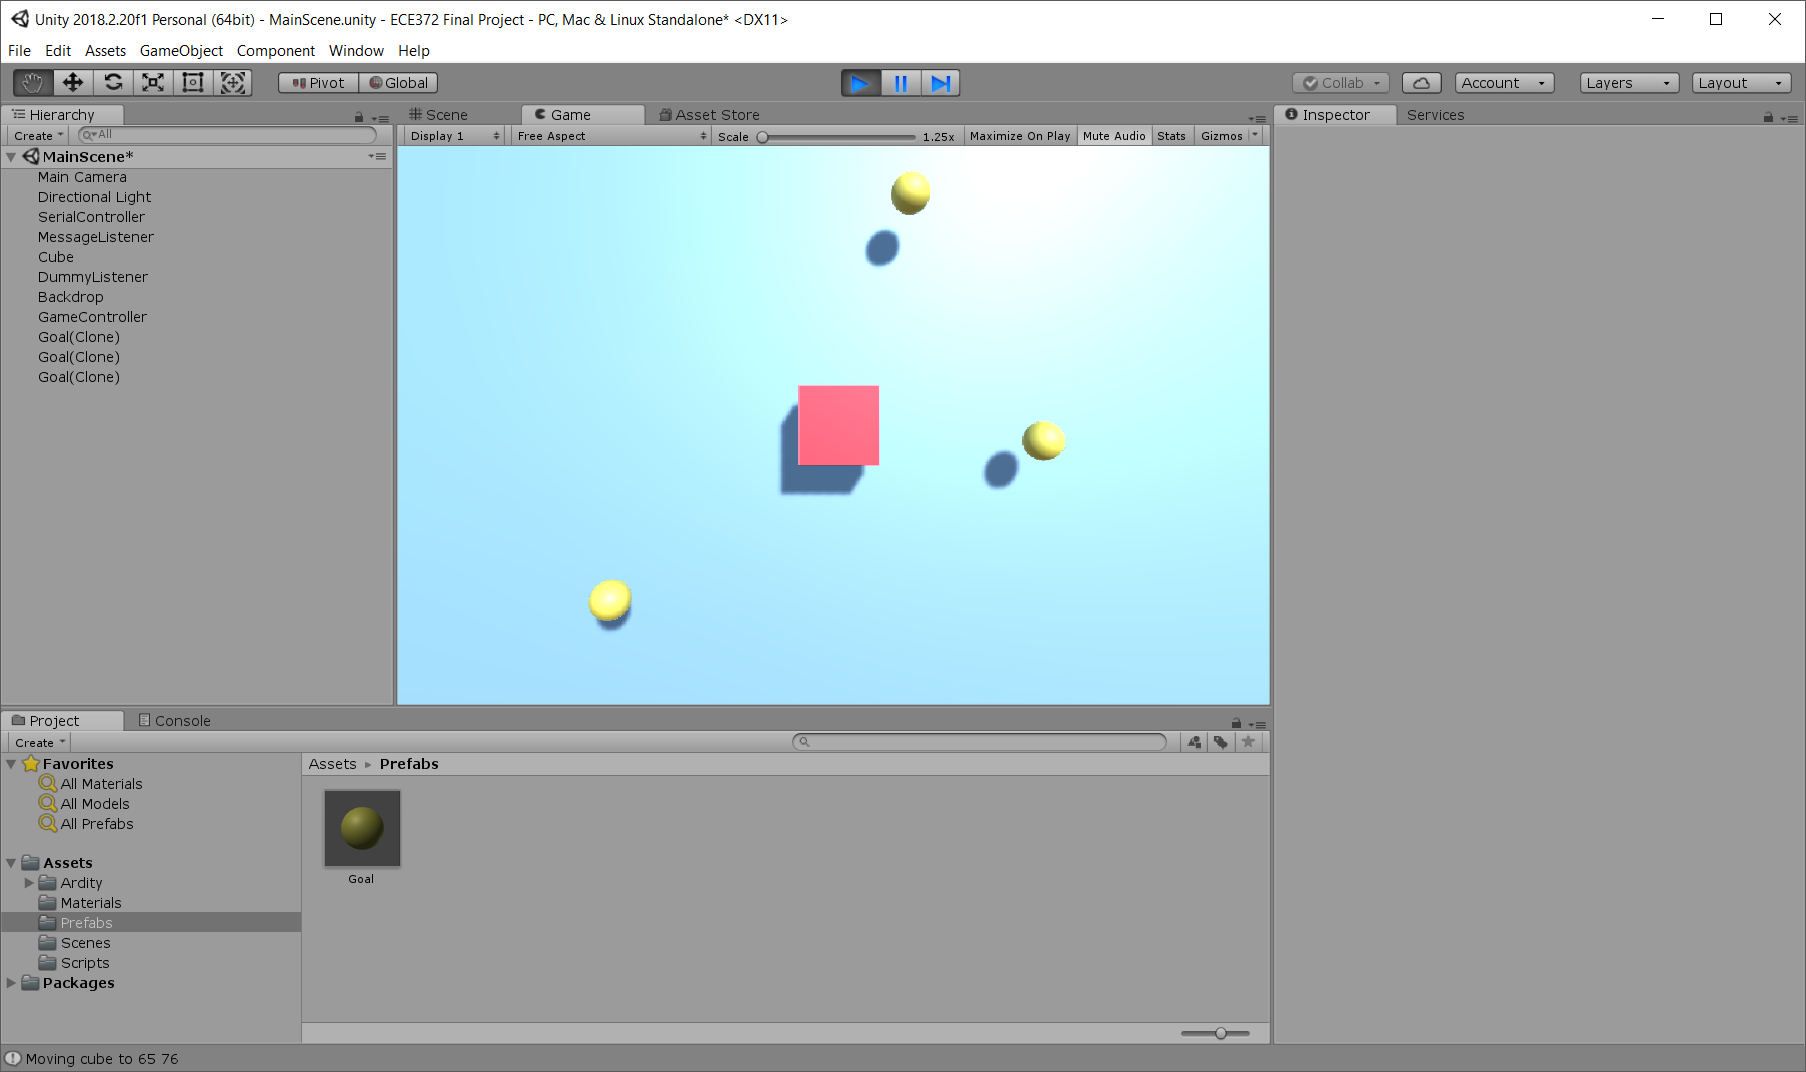 Unity 2018.2.20f1 Personal (64bit) - MainScene.unity - ECE372 Final Project - PC, Mac & Linux Standalone* <DX11>
File Edit Assets GameObject Component Window Help
Pivot Global Collab Account Layers Layout
Hierarchy
Create All
MainScene*
Main Camera
Directional Light
SerialController
MessageListener
Cube
DummyListener
Backdrop
GameController
Goal(Clone)
Goal(Clone)
Goal(Clone)
Scene Game Asset Store
Display 1 Free Aspect Scale 1.25x Maximize On Play Mute Audio Stats Gizmos
Inspector Services
Project Console
Create
Favorites
All Materials
All Models
All Prefabs
Assets
Ardity
Materials
Prefabs
Scenes
Scripts
Packages
Assets Prefabs
Goal
Moving cube to 65 76